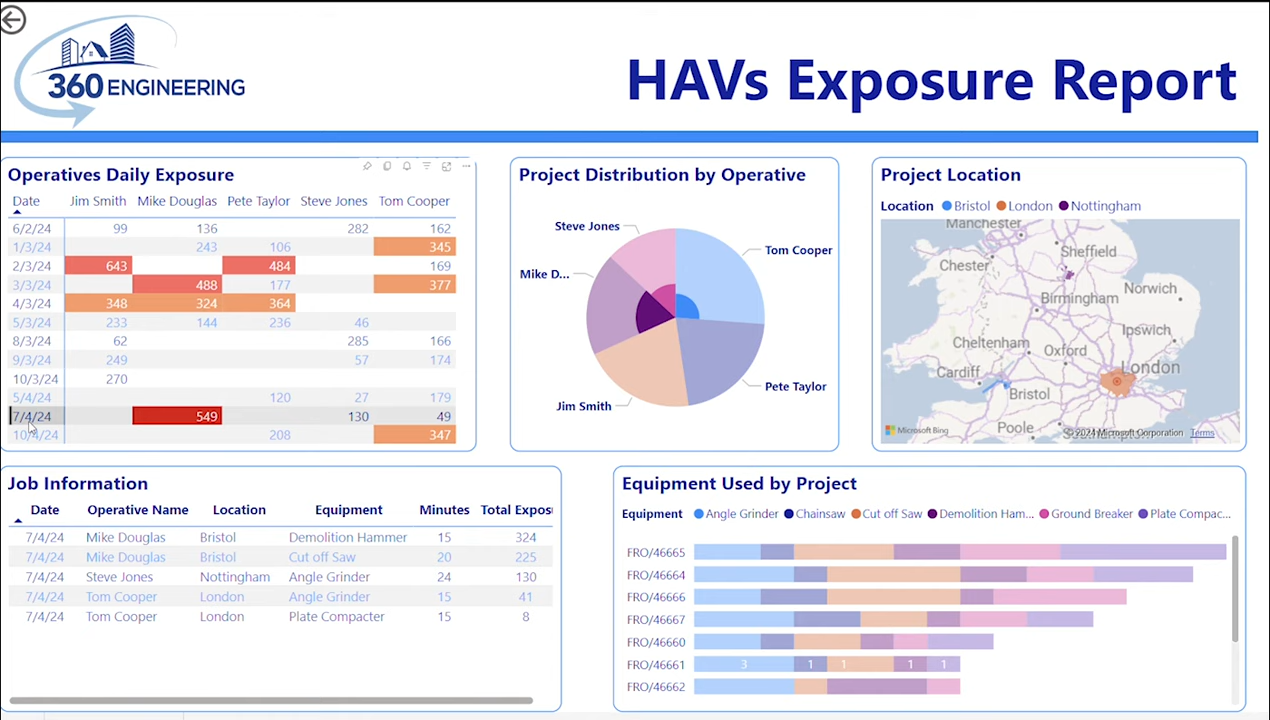 360 ENGINEERING
HAVs Exposure Report
Operatives Daily Exposure
Date Jim Smith Mike Douglas Pete Taylor Steve Jones Tom Cooper
6/2/24 99 136 282 162
1/3/24 243 106 345
2/3/24 643 484 169
3/3/24 488 177 377
4/3/24 348 324 364
5/3/24 233 144 236 46
8/3/24 62 285 166
9/3/24 249 57 174
10/3/24 270
5/4/24 120 27 179
7/4/24 549 130 49
10/4/24 208 347
Project Distribution by Operative
Steve Jones
Tom Cooper
Mike D...
Pete Taylor
Jim Smith
Project Location
Location Bristol London Nottingham
Manchester
Sheffield
Chester
Norwich
Birmingham
Ipswich
Cheltenham
Oxford
Cardiff
London
Bristol
Poole
Microsoft Bing
© 2024 Microsoft Corporation Terms
Job Information
Date Operative Name Location Equipment Minutes Total Expos
7/4/24 Mike Douglas Bristol Demolition Hammer 15 324
7/4/24 Mike Douglas Bristol Cut off Saw 20 225
7/4/24 Steve Jones Nottingham Angle Grinder 24 130
7/4/24 Tom Cooper London Angle Grinder 15 41
7/4/24 Tom Cooper London Plate Compacter 15 8
Equipment Used by Project
Equipment Angle Grinder Chainsaw Cut off Saw Demolition Ham... Ground Breaker Plate Compac...
FRO/46665
FRO/46664
FRO/46666
FRO/46667
FRO/46660
FRO/46661 3 1 1 1 1
FRO/46662